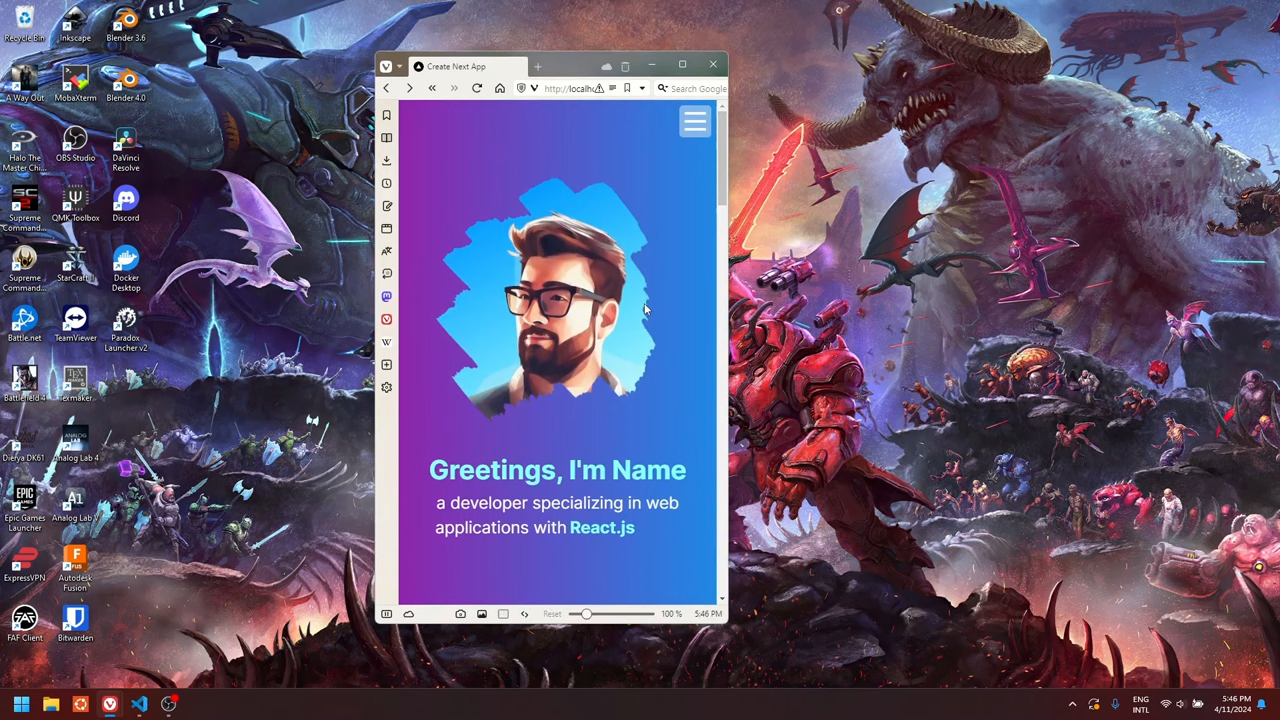 Recycle Bin
Inkscape
Blender 3.6
A Way Out
MobaXterm
Blender 4.0
Halo The Master Chi...
OBS Studio
DaVinci Resolve
Supreme Command...
QMK Toolbox
Discord
Supreme Command...
StarCraft II
Docker Desktop
Battle.net
TeamViewer
Paradox Launcher v2
Battlefield 4
Texmaker
Dierya DK61
Analog Lab 4
Epic Games Launcher
Analog Lab V
ExpressVPN
Autodesk Fusion
FAF Client
Bitwarden
Create Next App
Search Google
Greetings, I'm Name
a developer specializing in web
applications with React.js
Reset
100 %
5:46 PM
ENG
INTL
5:46 PM
4/11/2024